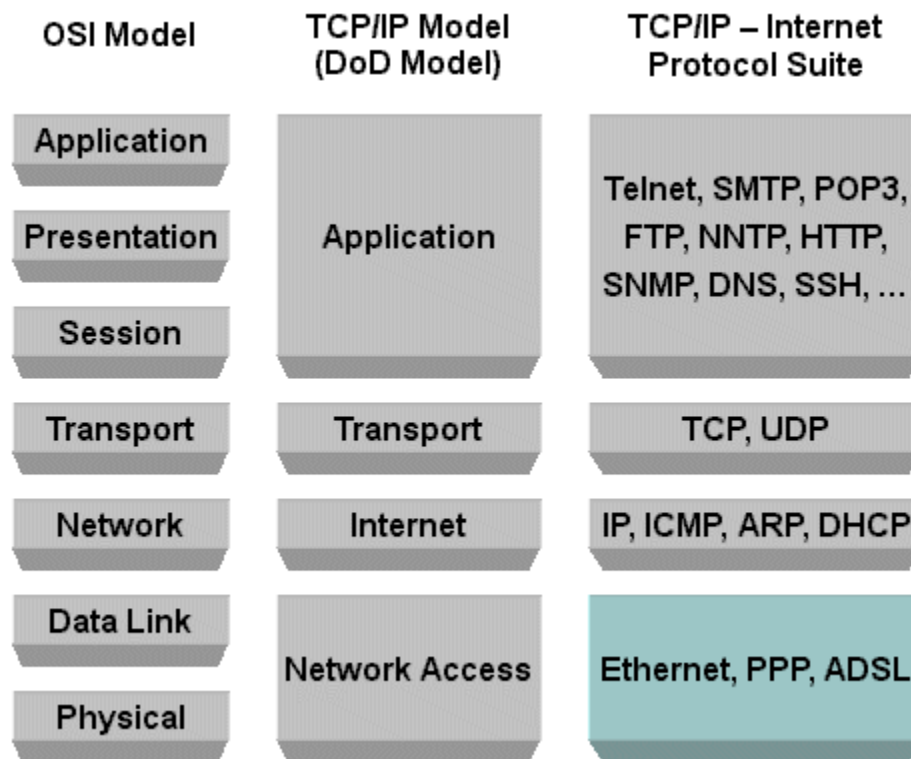 OSI Model
TCP/IP Model
(DoD Model)
TCP/IP – Internet
Protocol Suite
Application
Presentation
Session
Transport
Network
Data Link
Physical
Application
Transport
Internet
Network Access
Telnet, SMTP, POP3,
FTP, NNTP, HTTP,
SNMP, DNS, SSH, ...
TCP, UDP
IP, ICMP, ARP, DHCP
Ethernet, PPP, ADSL